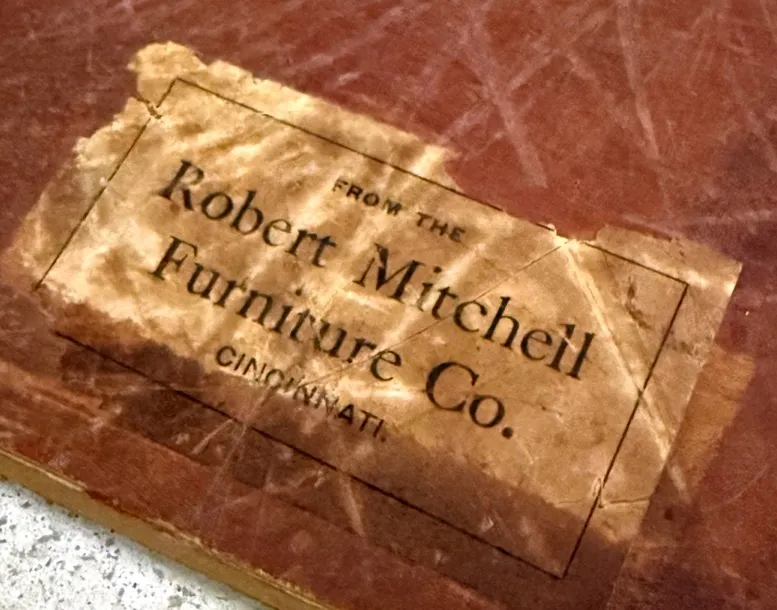 FROM THE
Robert Mitchell
Furniture Co.
CINCINNATI.